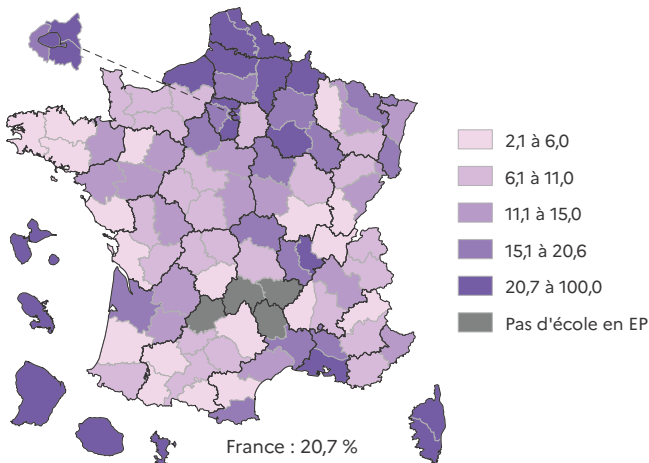 2,1 à 6,0
6,1 à 11,0
11,1 à 15,0
15,1 à 20,6
20,7 à 100,0
Pas d'école en EP
France : 20,7 %